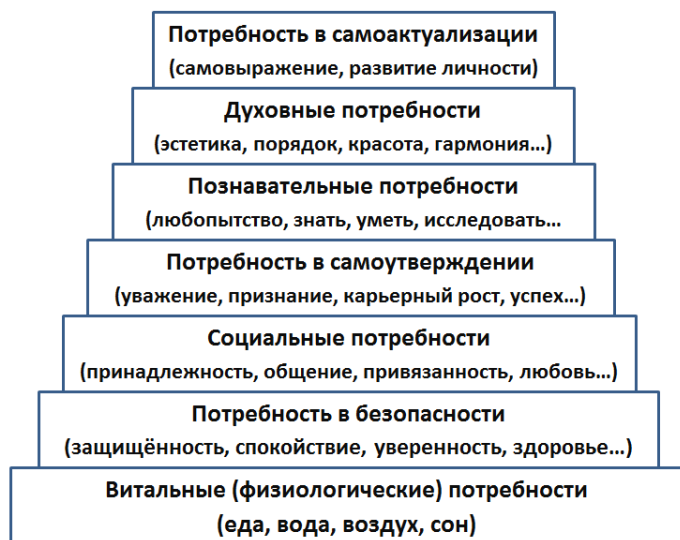 Потребность в самоактуализации
(самовыражение, развитие личности)
Духовные потребности
(эстетика, порядок, красота, гармония...)
Познавательные потребности
(любопытство, знать, уметь, исследовать...
Потребность в самоутверждении
(уважение, признание, карьерный рост, успех...)
Социальные потребности
(принадлежность, общение, привязанность, любовь...)
Потребность в безопасности
(защищённость, спокойствие, уверенность, здоровье...)
Витальные (физиологические) потребности
(еда, вода, воздух, сон)